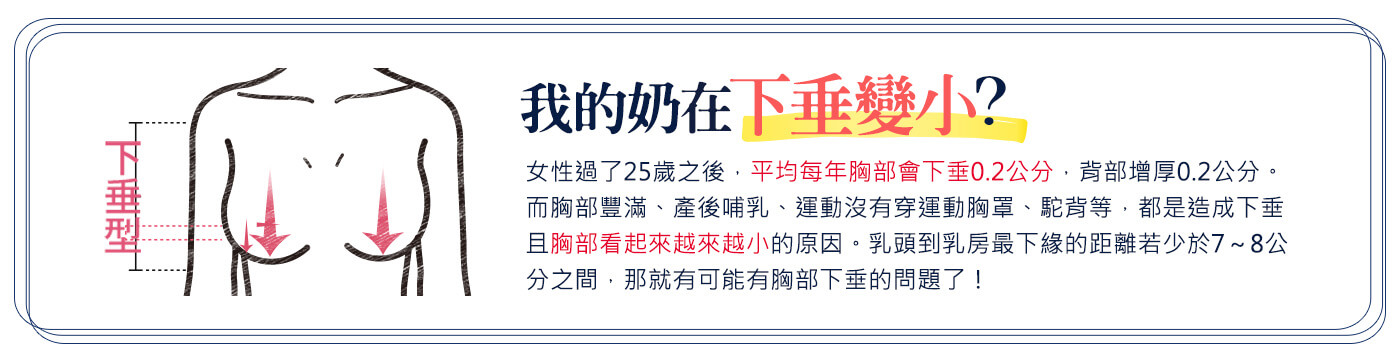 下垂型
我的奶在下垂變小?
女性過了25歲之後，平均每年胸部會下垂0.2公分，背部增厚0.2公分。
而胸部豐滿、產後哺乳、運動沒有穿運動胸罩、駝背等，都是造成下垂
且胸部看起來越來越小的原因。乳頭到乳房最下緣的距離若少於7~8公
分之間，那就有可能有胸部下垂的問題了！